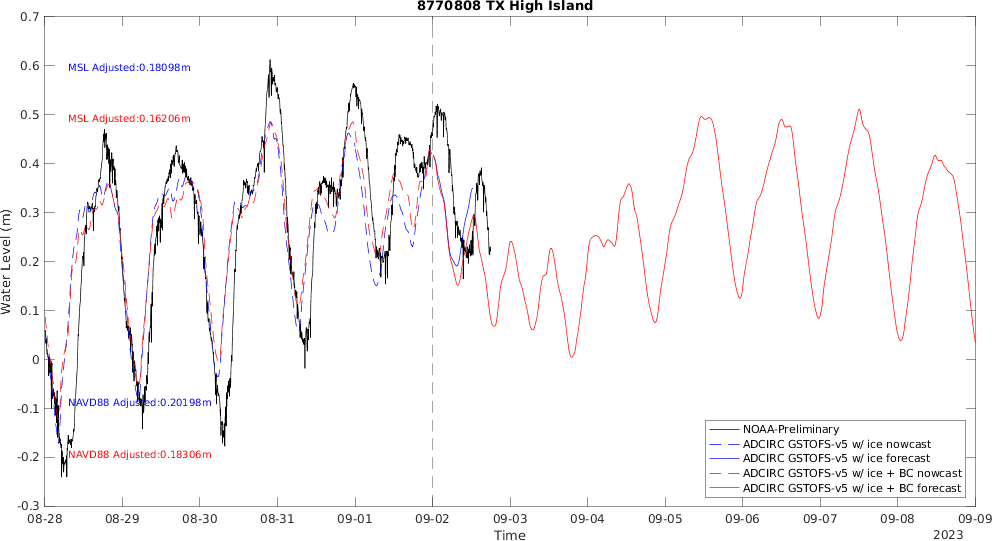 8770808 TX High Island
0.7
0.6
0.5
0.4
0.3
0.2
0.1
0
-0.1
-0.2
-0.3
Water Level (m)
MSL Adjusted:0.18098m
MSL Adjusted:0.16206m
NAVD88 Adjusted:0.20198m
NAVD88 Adjusted:0.18306m
NOAA-Preliminary
ADCIRC GSTOFS-v5 w/ ice nowcast
ADCIRC GSTOFS-v5 w/ ice forecast
ADCIRC GSTOFS-v5 w/ ice + BC nowcast
ADCIRC GSTOFS-v5 w/ ice + BC forecast
08-28 08-29 08-30 08-31 09-01 09-02 09-03 09-04 09-05 09-06 09-07 09-08 09-09
Time
2023